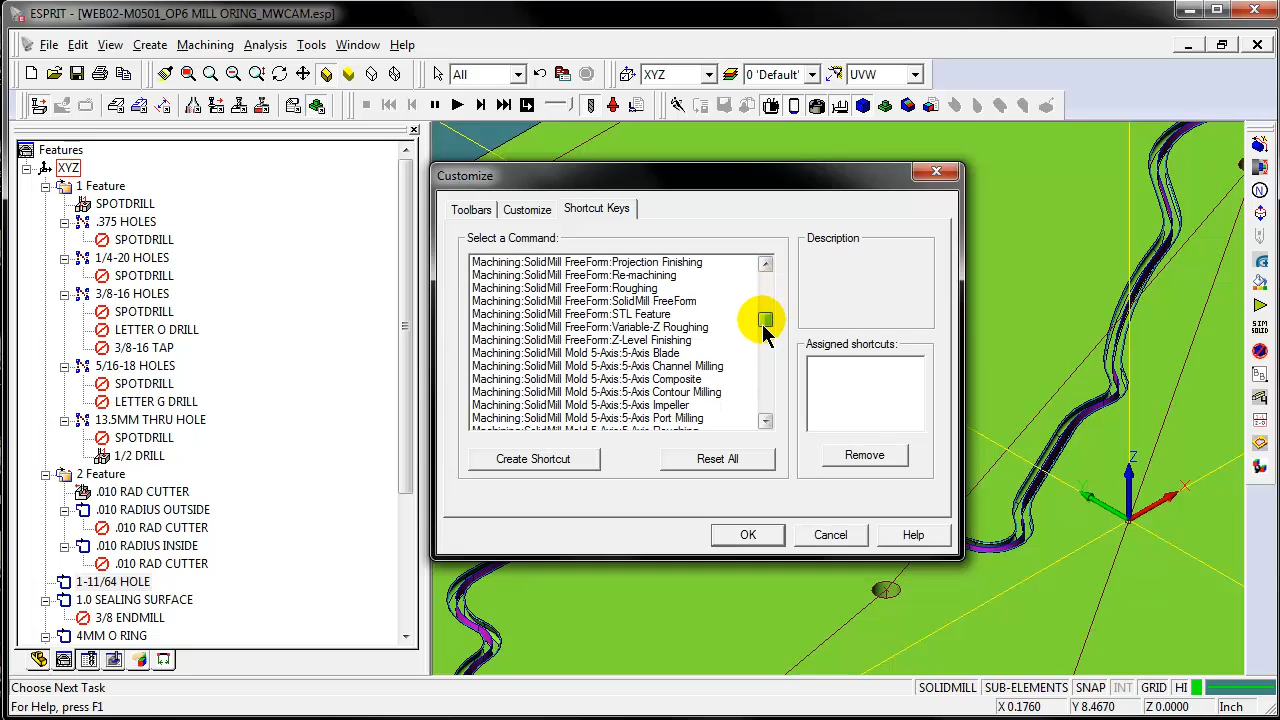 ESPRIT - [WEB02-M0501_OP6 MILL ORING_MWCAM.esp]
File Edit View Create Machining Analysis Tools Window Help
All XYZ 0 'Default' UVW
Features
XYZ
1 Feature
SPOTDRILL
.375 HOLES
SPOTDRILL
1/4-20 HOLES
SPOTDRILL
3/8-16 HOLES
SPOTDRILL
LETTER O DRILL
3/8-16 TAP
5/16-18 HOLES
SPOTDRILL
LETTER G DRILL
13.5MM THRU HOLE
SPOTDRILL
1/2 DRILL
2 Feature
.010 RAD CUTTER
.010 RADIUS OUTSIDE
.010 RAD CUTTER
.010 RADIUS INSIDE
.010 RAD CUTTER
1-11/64 HOLE
1.0 SEALING SURFACE
3/8 ENDMILL
4MM O RING
Customize
Toolbars Customize Shortcut Keys
Select a Command:
Machining:SolidMill FreeForm:Projection Finishing
Machining:SolidMill FreeForm:Re-machining
Machining:SolidMill FreeForm:Roughing
Machining:SolidMill FreeForm:SolidMill FreeForm
Machining:SolidMill FreeForm:STL Feature
Machining:SolidMill FreeForm:Variable-Z Roughing
Machining:SolidMill FreeForm:Z-Level Finishing
Machining:SolidMill Mold 5-Axis:5-Axis Blade
Machining:SolidMill Mold 5-Axis:5-Axis Channel Milling
Machining:SolidMill Mold 5-Axis:5-Axis Composite
Machining:SolidMill Mold 5-Axis:5-Axis Contour Milling
Machining:SolidMill Mold 5-Axis:5-Axis Impeller
Machining:SolidMill Mold 5-Axis:5-Axis Port Milling
Machining:SolidMill Mold 5-Axis:5-Axis Roughing
Description
Assigned shortcuts:
Create Shortcut Reset All Remove
OK Cancel Help
Z
Y X
SIM
SOLID
Choose Next Task
SOLIDMILL SUB-ELEMENTS SNAP INT GRID HI
For Help, press F1
X 0.1760 Y 8.4670 Z 0.0000 Inch